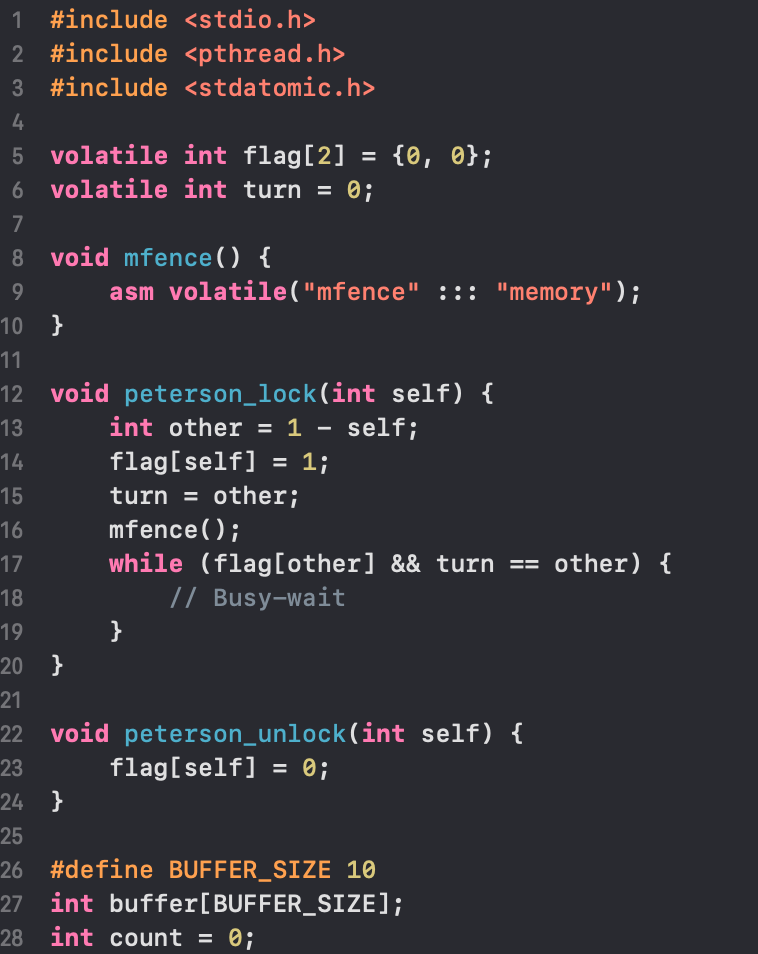 1 #include <stdio.h>
2 #include <pthread.h>
3 #include <stdatomic.h>
4
5 volatile int flag[2] = {0, 0};
6 volatile int turn = 0;
7
8 void mfence() {
9     asm volatile("mfence" ::: "memory");
10 }
11
12 void peterson_lock(int self) {
13     int other = 1 - self;
14     flag[self] = 1;
15     turn = other;
16     mfence();
17     while (flag[other] && turn == other) {
18         // Busy-wait
19     }
20 }
21
22 void peterson_unlock(int self) {
23     flag[self] = 0;
24 }
25
26 #define BUFFER_SIZE 10
27 int buffer[BUFFER_SIZE];
28 int count = 0;